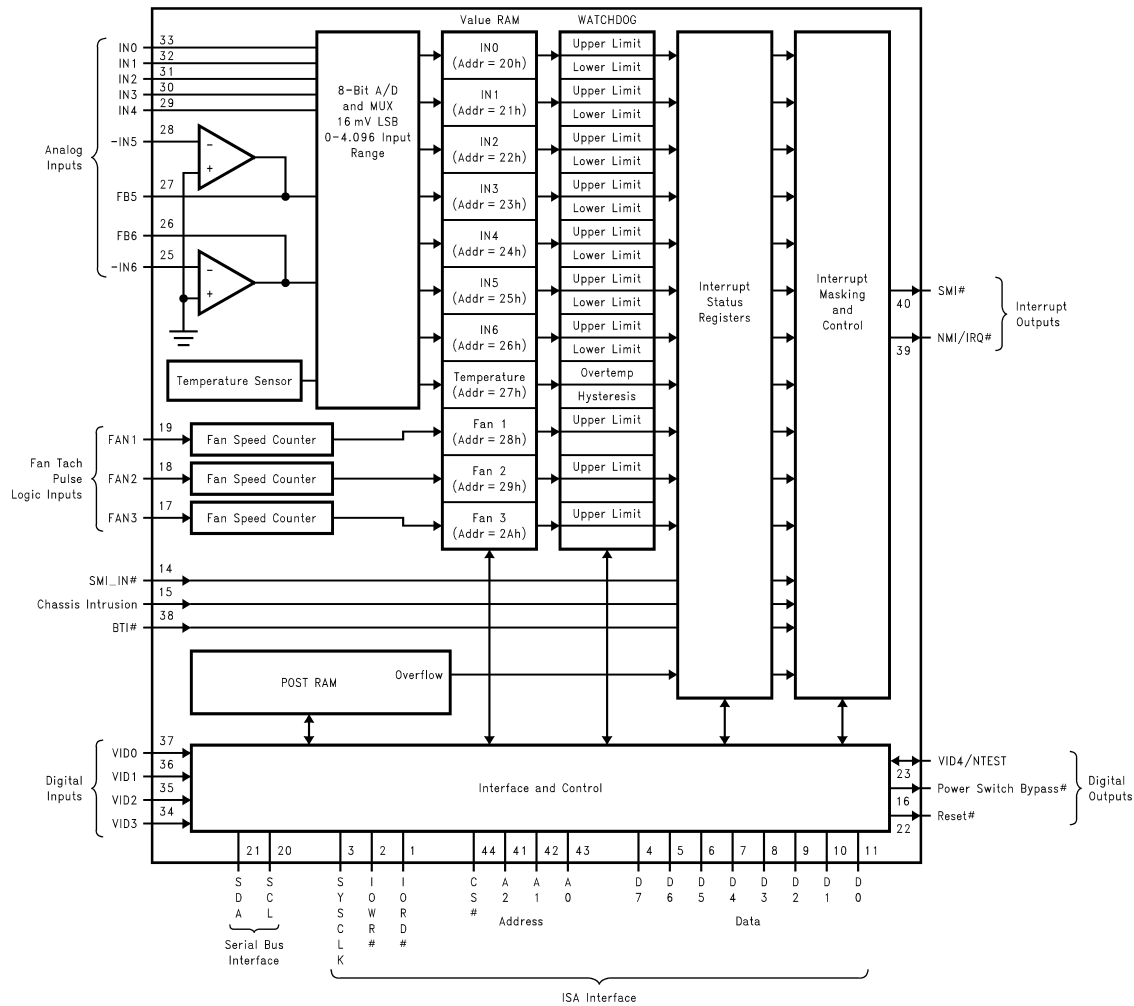 Value RAM
WATCHDOG
Analog
Inputs
IN0
33
IN1
32
IN2
31
IN3
30
IN4
29
-IN5
28
FB5
27
FB6
26
-IN6
25
-
+
-
+
8-Bit A/D
and MUX
16 mV LSB
0-4.096 Input
Range
Temperature Sensor
IN0
(Addr = 20h)
IN1
(Addr = 21h)
IN2
(Addr = 22h)
IN3
(Addr = 23h)
IN4
(Addr = 24h)
IN5
(Addr = 25h)
IN6
(Addr = 26h)
Temperature
(Addr = 27h)
Fan 1
(Addr = 28h)
Fan 2
(Addr = 29h)
Fan 3
(Addr = 2Ah)
Upper Limit
Lower Limit
Upper Limit
Lower Limit
Upper Limit
Lower Limit
Upper Limit
Lower Limit
Upper Limit
Lower Limit
Upper Limit
Lower Limit
Upper Limit
Lower Limit
Overtemp
Hysteresis
Upper Limit
Upper Limit
Upper Limit
Interrupt
Status
Registers
Interrupt
Masking
and
Control
SMI#
40
NMI/IRQ#
39
Interrupt
Outputs
Fan Tach
Pulse
Logic Inputs
FAN1
19
Fan Speed Counter
FAN2
18
Fan Speed Counter
FAN3
17
Fan Speed Counter
SMI_IN#
14
Chassis Intrusion
15
BTI#
38
POST RAM
Overflow
Digital
Inputs
VID0
37
VID1
36
VID2
35
VID3
34
Interface and Control
VID4/NTEST
23
Power Switch Bypass#
16
Reset#
22
Digital
Outputs
21
20
3
2
1
44
41
42
43
4
5
6
7
8
9
10
11
SDA
SCL
SYSCLK
IOWR#
IORD#
CS#
A2
A1
A0
D7
D6
D5
D4
D3
D2
D1
D0
Address
Data
Serial Bus
Interface
ISA Interface